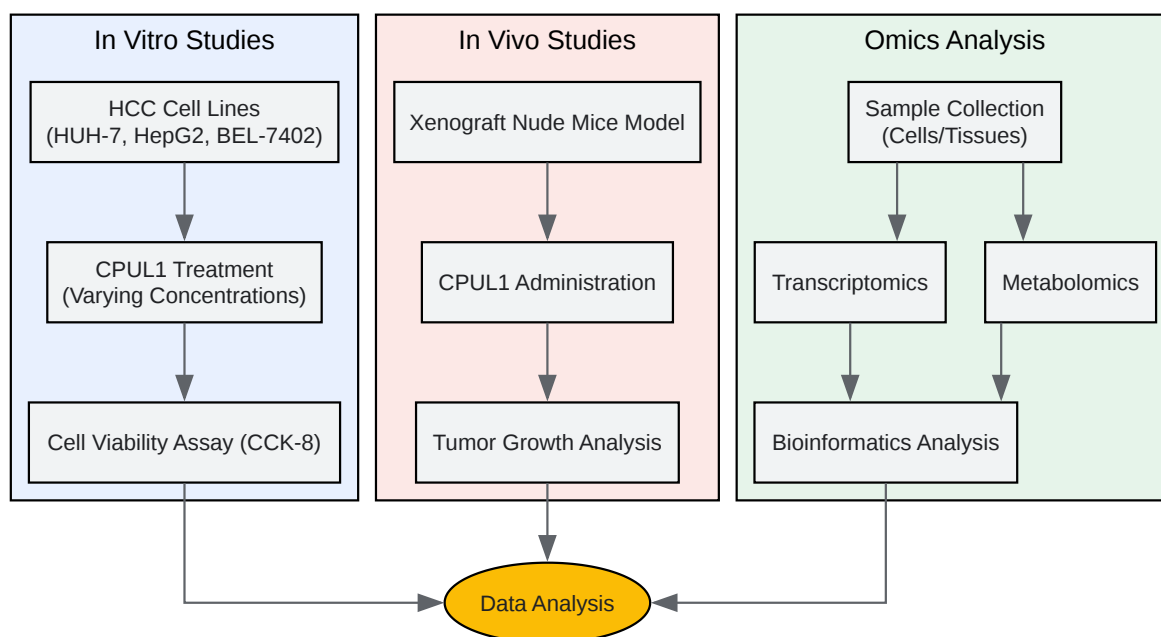 In Vitro Studies
HCC Cell Lines
(HUH-7, HepG2, BEL-7402)
CPUL1 Treatment
(Varying Concentrations)
Cell Viability Assay (CCK-8)
In Vivo Studies
Xenograft Nude Mice Model
CPUL1 Administration
Tumor Growth Analysis
Omics Analysis
Sample Collection
(Cells/Tissues)
Transcriptomics
Metabolomics
Bioinformatics Analysis
Data Analysis